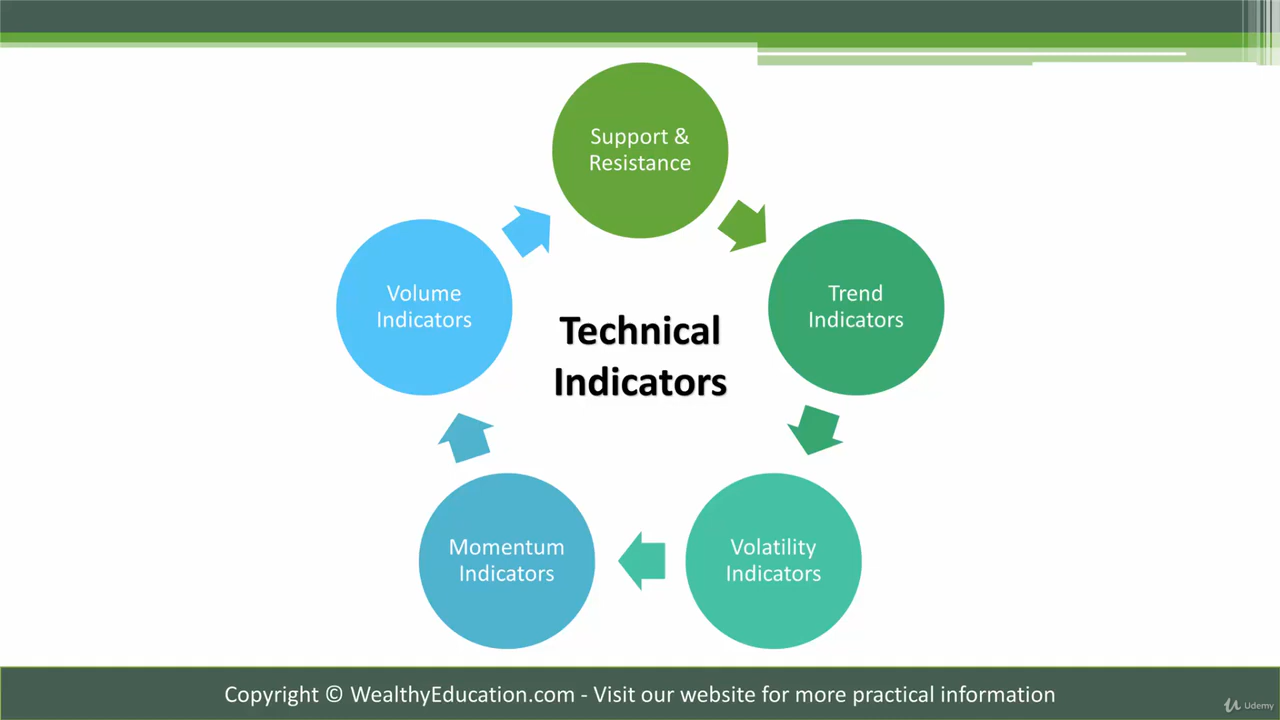 Support &
Resistance
Trend
Indicators
Volatility
Indicators
Momentum
Indicators
Volume
Indicators
Technical
Indicators
Copyright © WealthyEducation.com - Visit our website for more practical information
Udemy